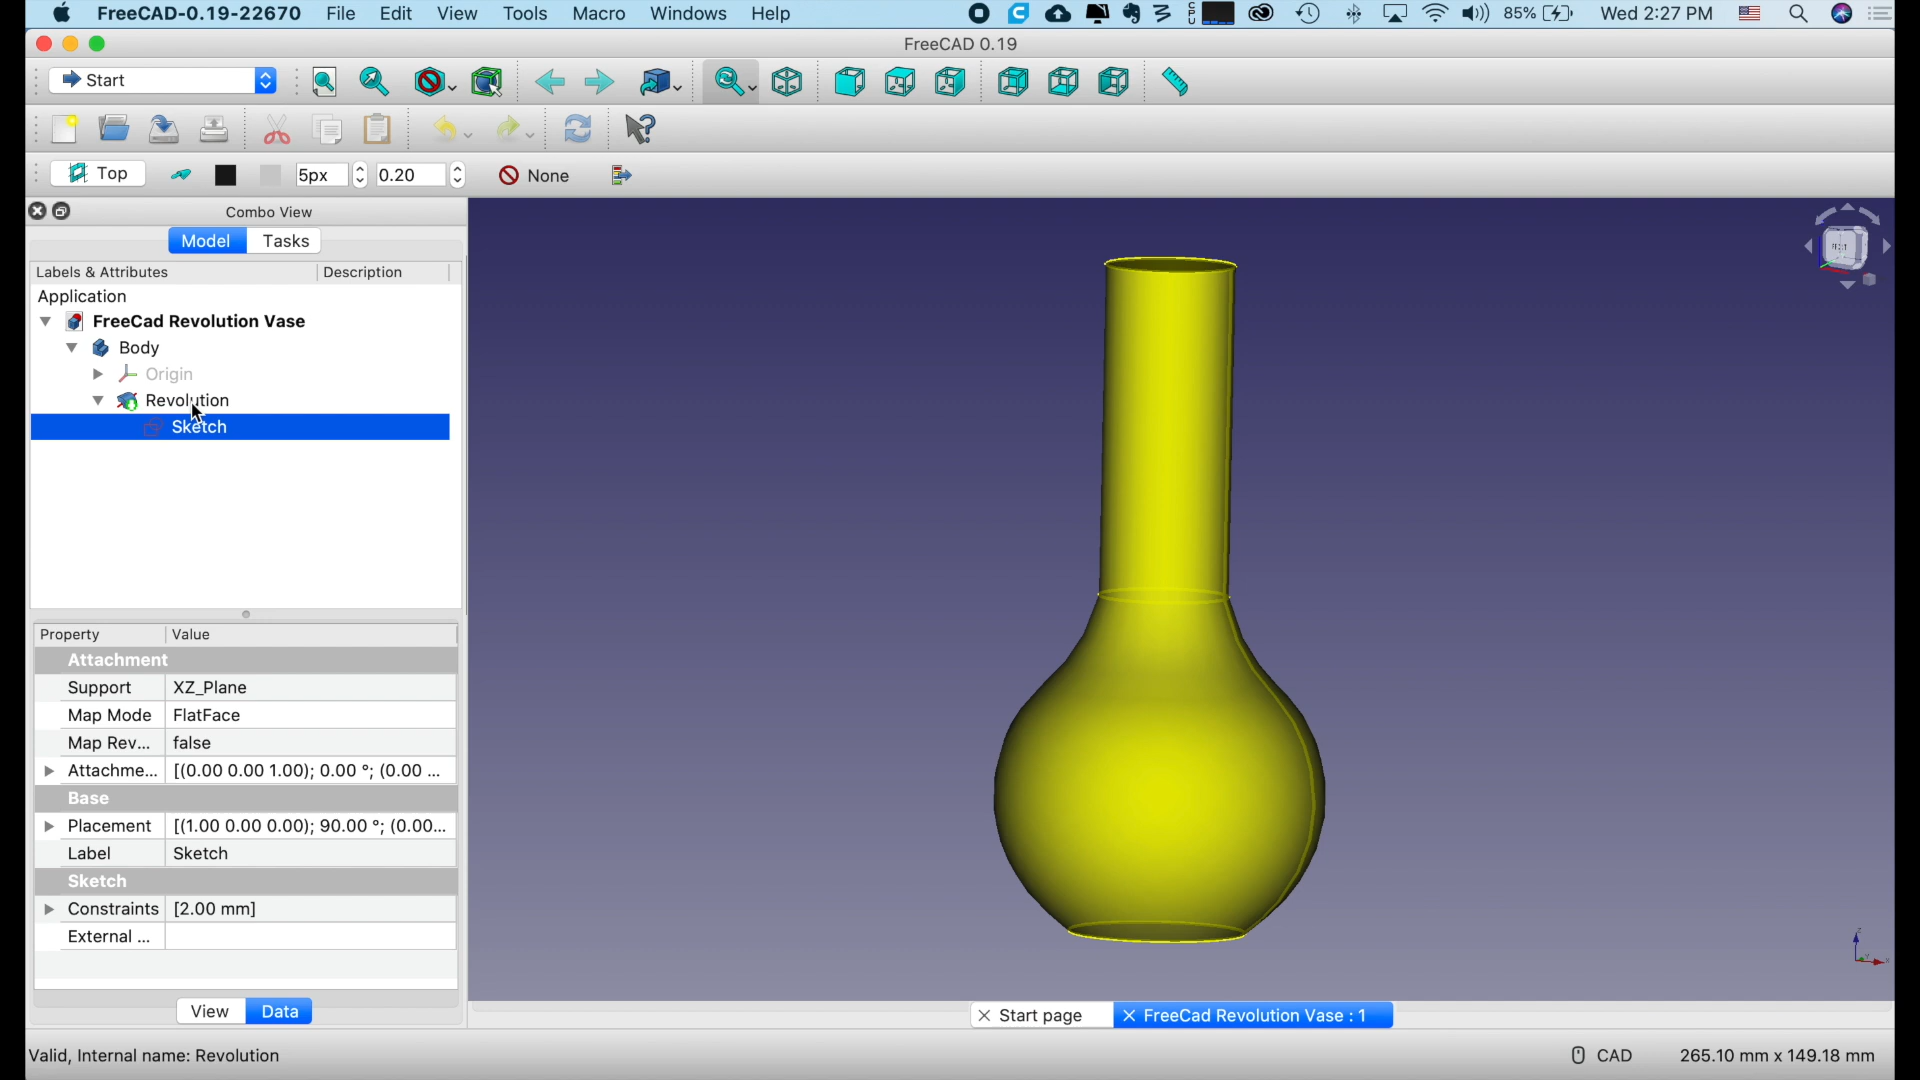 FreeCAD-0.19-22670 File Edit View Tools Macro Windows Help 85% Wed 2:27 PM
FreeCAD 0.19
Start
Top 5px 0.20 None
Combo View
Model Tasks
Labels & Attributes Description
Application
FreeCad Revolution Vase
Body
Origin
Revolution
Sketch
Property Value
Attachment
Support XZ_Plane
Map Mode FlatFace
Map Rev... false
Attachme... [(0.00 0.00 1.00); 0.00 °; (0.00 ...
Base
Placement [(1.00 0.00 0.00); 90.00 °; (0.00...
Label Sketch
Sketch
Constraints [2.00 mm]
External ...
View Data
Start page FreeCad Revolution Vase : 1
Valid, Internal name: Revolution CAD 265.10 mm x 149.18 mm